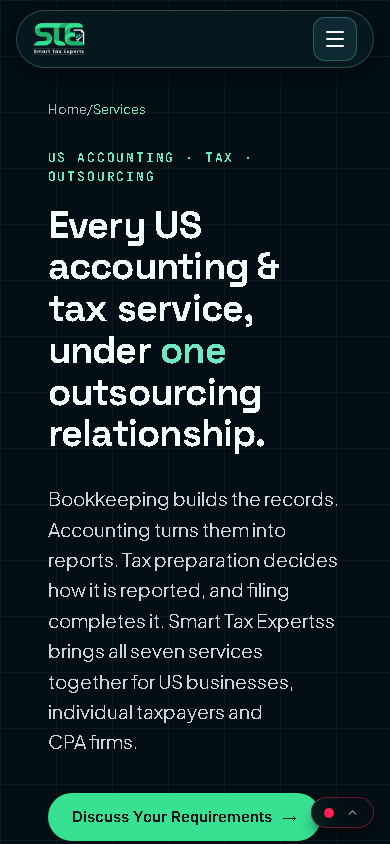 STE
Smart Tax Experts
Home/Services
US ACCOUNTING · TAX ·
OUTSOURCING
Every US
accounting &
tax service,
under one
outsourcing
relationship.
Bookkeeping builds the records.
Accounting turns them into
reports. Tax preparation decides
how it is reported, and filing
completes it. Smart Tax Expertss
brings all seven services
together for US businesses,
individual taxpayers and
CPA firms.
Discuss Your Requirements →